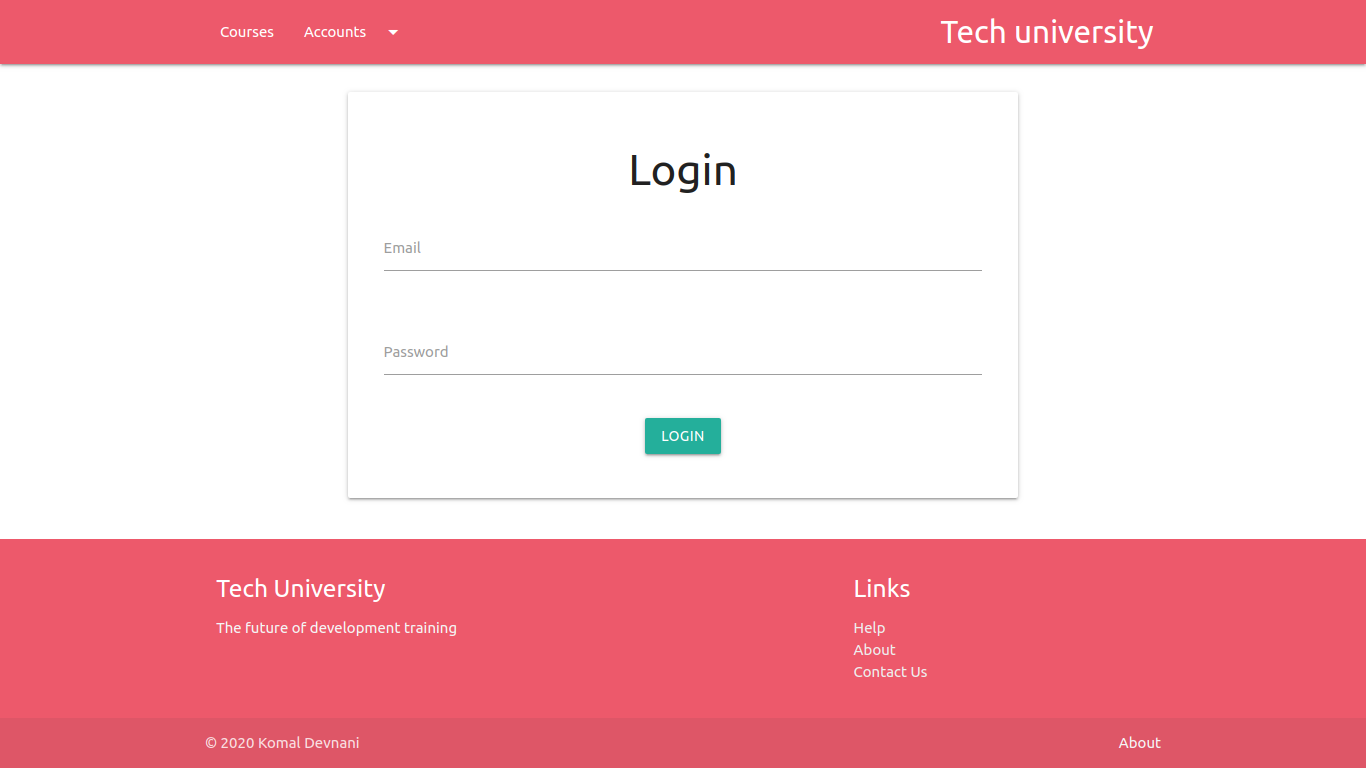 Courses Accounts Tech university
Login
Email
Password
LOGIN
Tech University
The future of development training
Links
Help
About
Contact Us
© 2020 Komal Devnani About